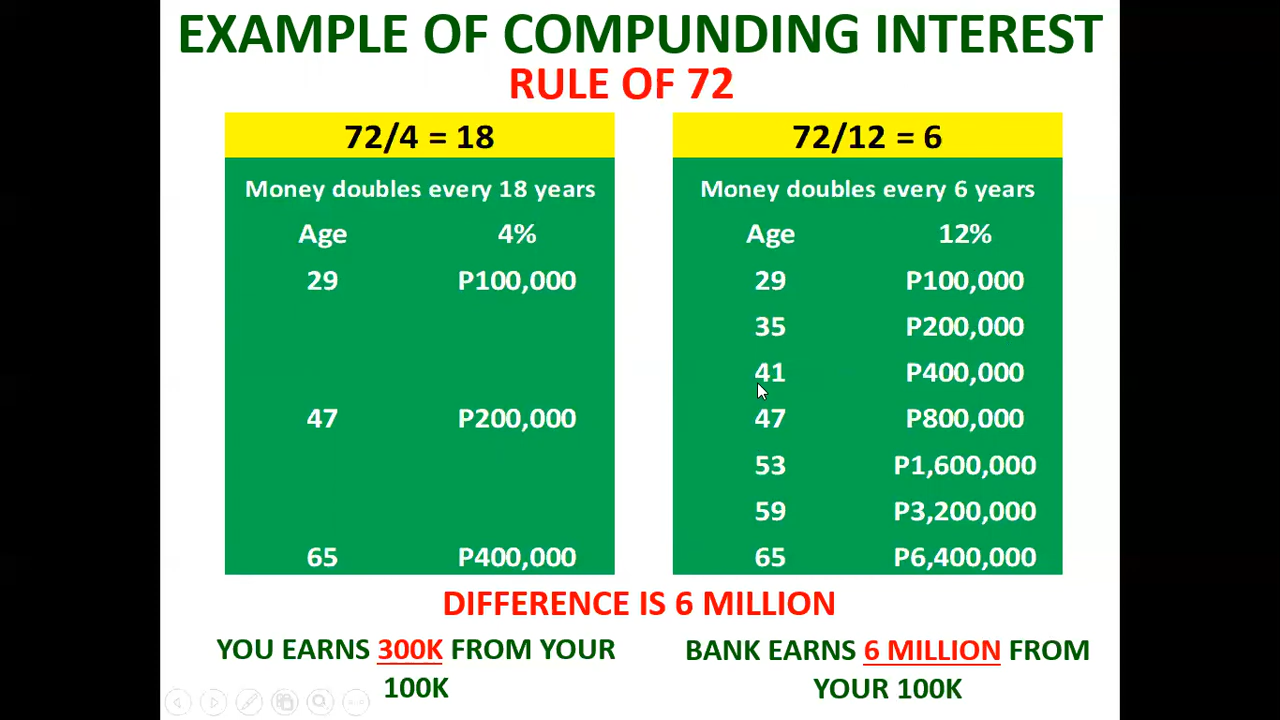 EXAMPLE OF COMPUNDING INTEREST
RULE OF 72
72/4 = 18
Money doubles every 18 years
Age 4%
29 P100,000
47 P200,000
65 P400,000
72/12 = 6
Money doubles every 6 years
Age 12%
29 P100,000
35 P200,000
41 P400,000
47 P800,000
53 P1,600,000
59 P3,200,000
65 P6,400,000
DIFFERENCE IS 6 MILLION
YOU EARNS 300K FROM YOUR
100K
BANK EARNS 6 MILLION FROM
YOUR 100K